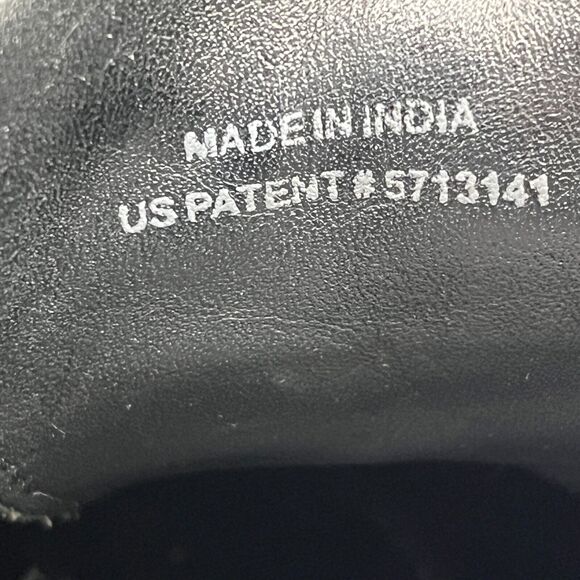 MADE IN INDIA
US PATENT # 5713141